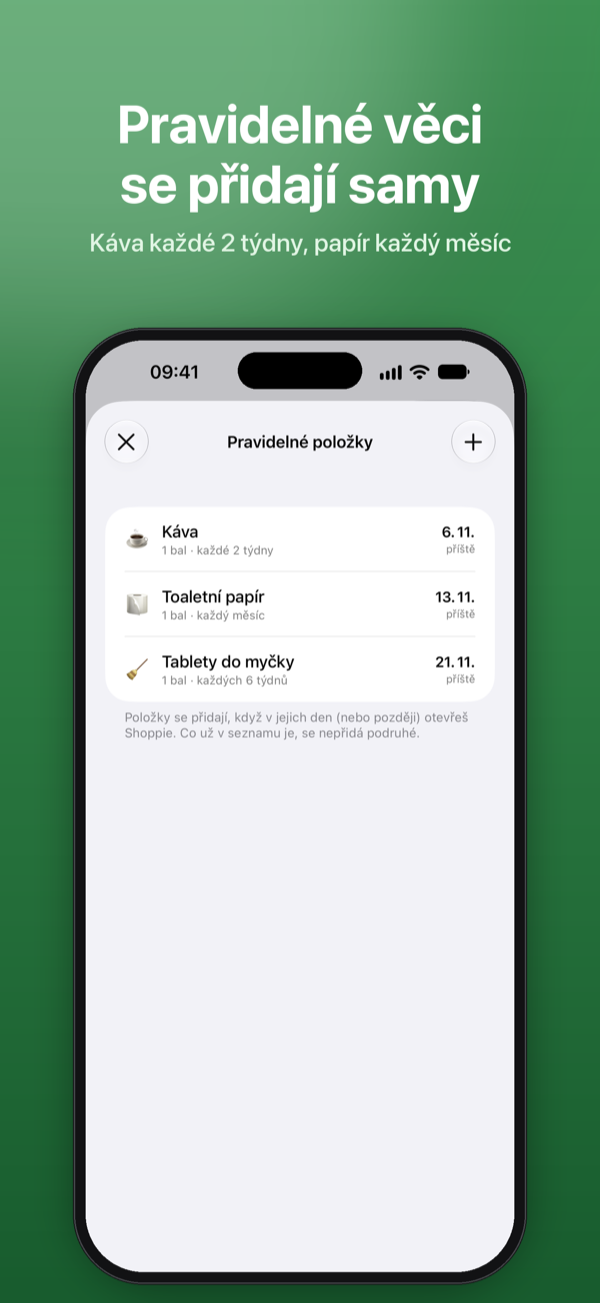 Pravidelné věci
se přidají samy
Káva každé 2 týdny, papír každý měsíc
09:41
Pravidelné položky
Káva
1 bal · každé 2 týdny
6. 11.
příště
Toaletní papír
1 bal · každý měsíc
13. 11.
příště
Tablety do myčky
1 bal · každých 6 týdnů
21. 11.
příště
Položky se přidají, když v jejich den (nebo později) otevřeš
Shoppie. Co už v seznamu je, se nepřidá podruhé.